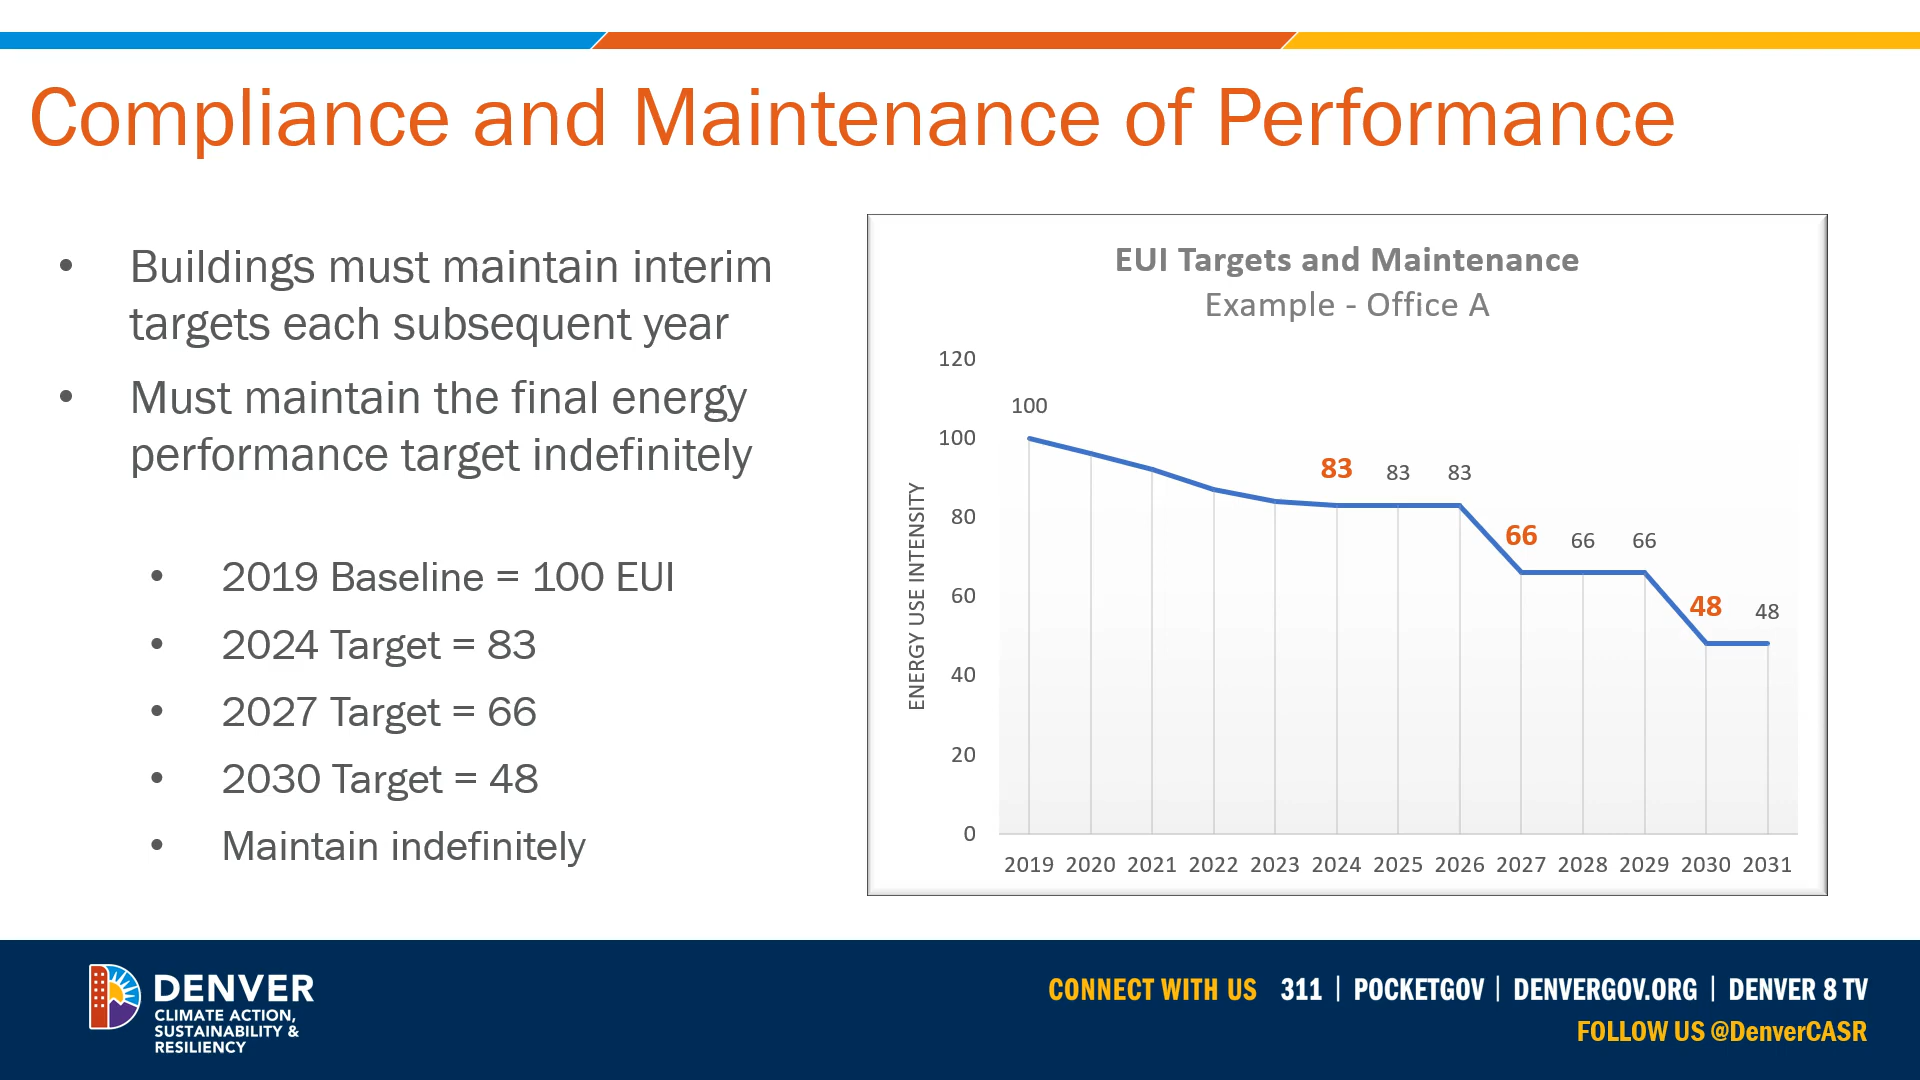 Compliance and Maintenance of Performance
• Buildings must maintain interim
targets each subsequent year
• Must maintain the final energy
performance target indefinitely
• 2019 Baseline = 100 EUI
• 2024 Target = 83
• 2027 Target = 66
• 2030 Target = 48
• Maintain indefinitely
EUI Targets and Maintenance
Example - Office A
ENERGY USE INTENSITY
120
100
80
60
40
20
0
100
83 83 83
66 66 66
48 48
2019 2020 2021 2022 2023 2024 2025 2026 2027 2028 2029 2030 2031
DENVER
CLIMATE ACTION,
SUSTAINABILITY &
RESILIENCY
CONNECT WITH US 311 | POCKETGOV | DENVERGOV.ORG | DENVER 8 TV
FOLLOW US @DenverCASR